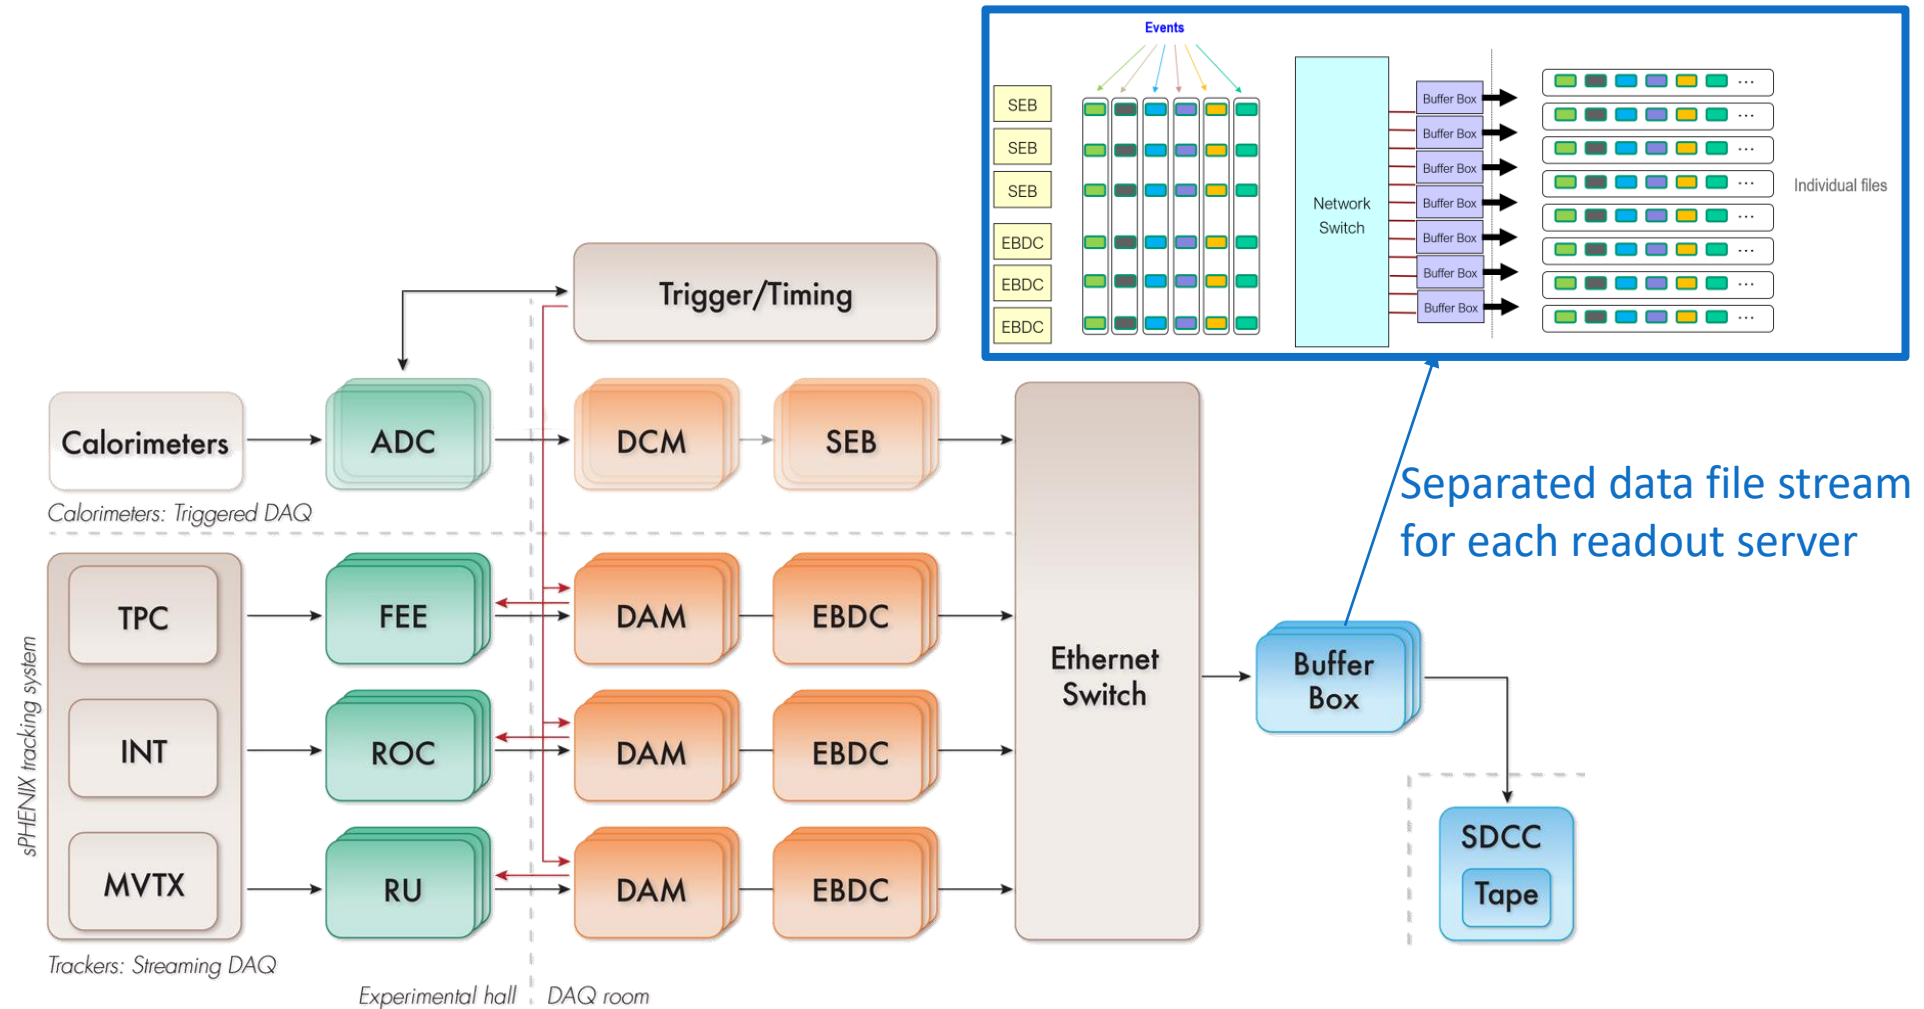 Events
SEB
SEB
SEB
EBDC
EBDC
EBDC
Network
Switch
Buffer Box
Buffer Box
Buffer Box
Buffer Box
Buffer Box
Buffer Box
Buffer Box
...
...
...
...
...
...
...
...
Individual files
Trigger/Timing
Calorimeters
ADC
DCM
SEB
Calorimeters: Triggered DAQ
Separated data file stream
for each readout server
sPHENIX tracking system
TPC
FEE
DAM
EBDC
INT
ROC
DAM
EBDC
MVTX
RU
DAM
EBDC
Ethernet
Switch
Buffer
Box
SDCC
Tape
Trackers: Streaming DAQ
Experimental hall
DAQ room